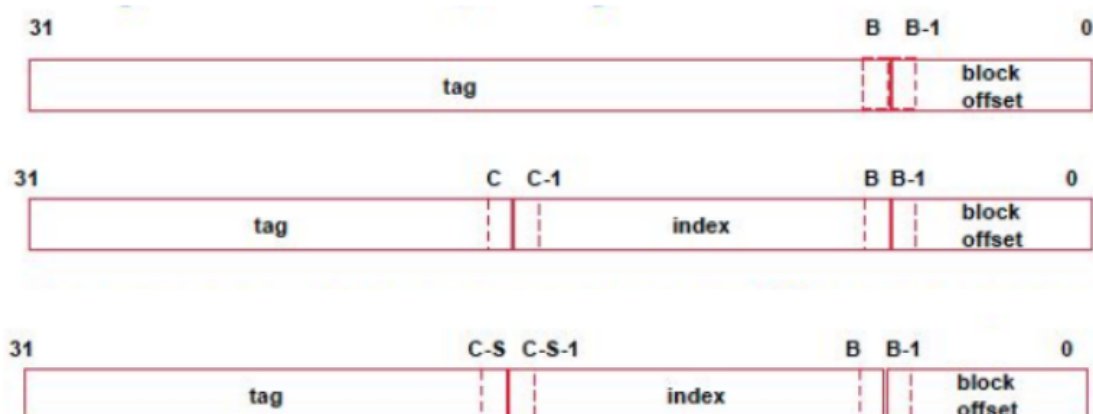 31 B B-1 0
tag block
offset
31 C C-1 B B-1 0
tag index block
offset
31 C-S C-S-1 B B-1 0
tag index block
offset